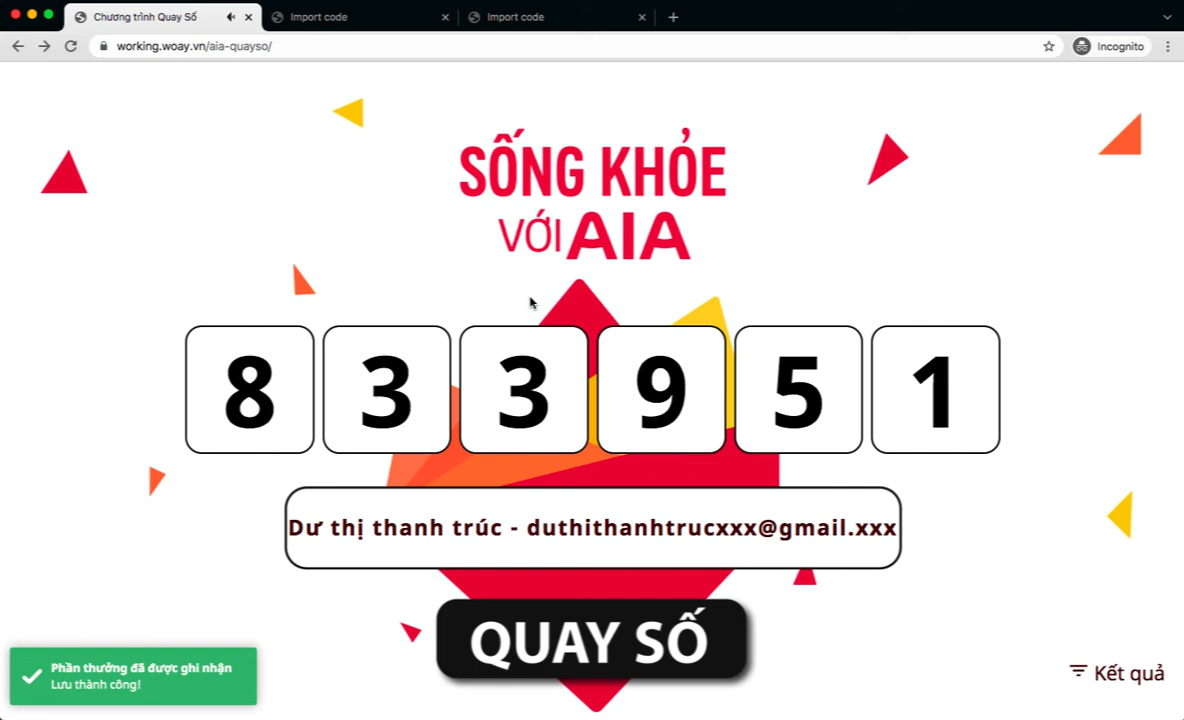 Chương trình Quay Số
Import code
Import code
working.woay.vn/aia-quayso/
Incognito
SỐNG KHỎE
VỚI AIA
8 3 3 9 5 1
Dư thị thanh trúc - duthithanhtrucxxx@gmail.xxx
QUAY SỐ
Phần thưởng đã được ghi nhận
Lưu thành công!
Kết quả